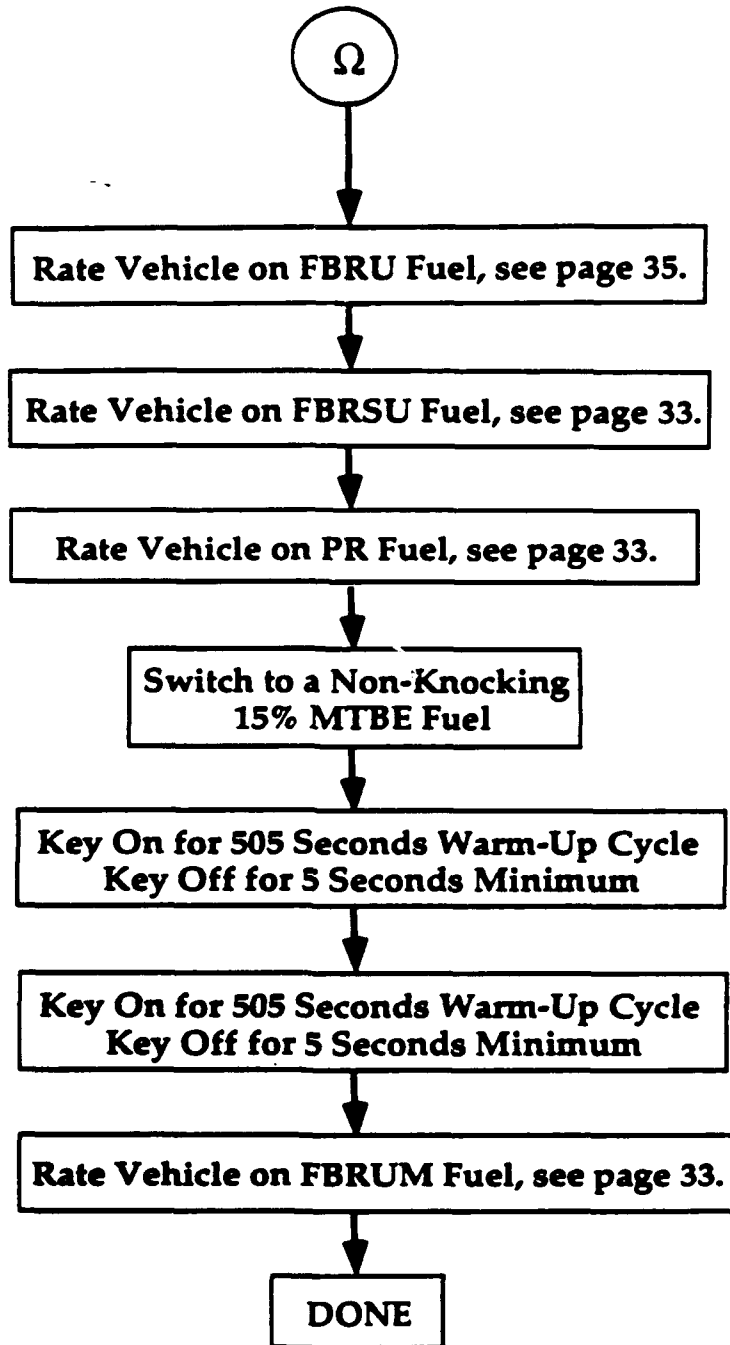 Ω
Rate Vehicle on FBRU Fuel, see page 35.
Rate Vehicle on FBRSU Fuel, see page 33.
Rate Vehicle on PR Fuel, see page 33.
Switch to a Non-Knocking
15% MTBE Fuel
Key On for 505 Seconds Warm-Up Cycle
Key Off for 5 Seconds Minimum
Key On for 505 Seconds Warm-Up Cycle
Key Off for 5 Seconds Minimum
Rate Vehicle on FBRUM Fuel, see page 33.
DONE